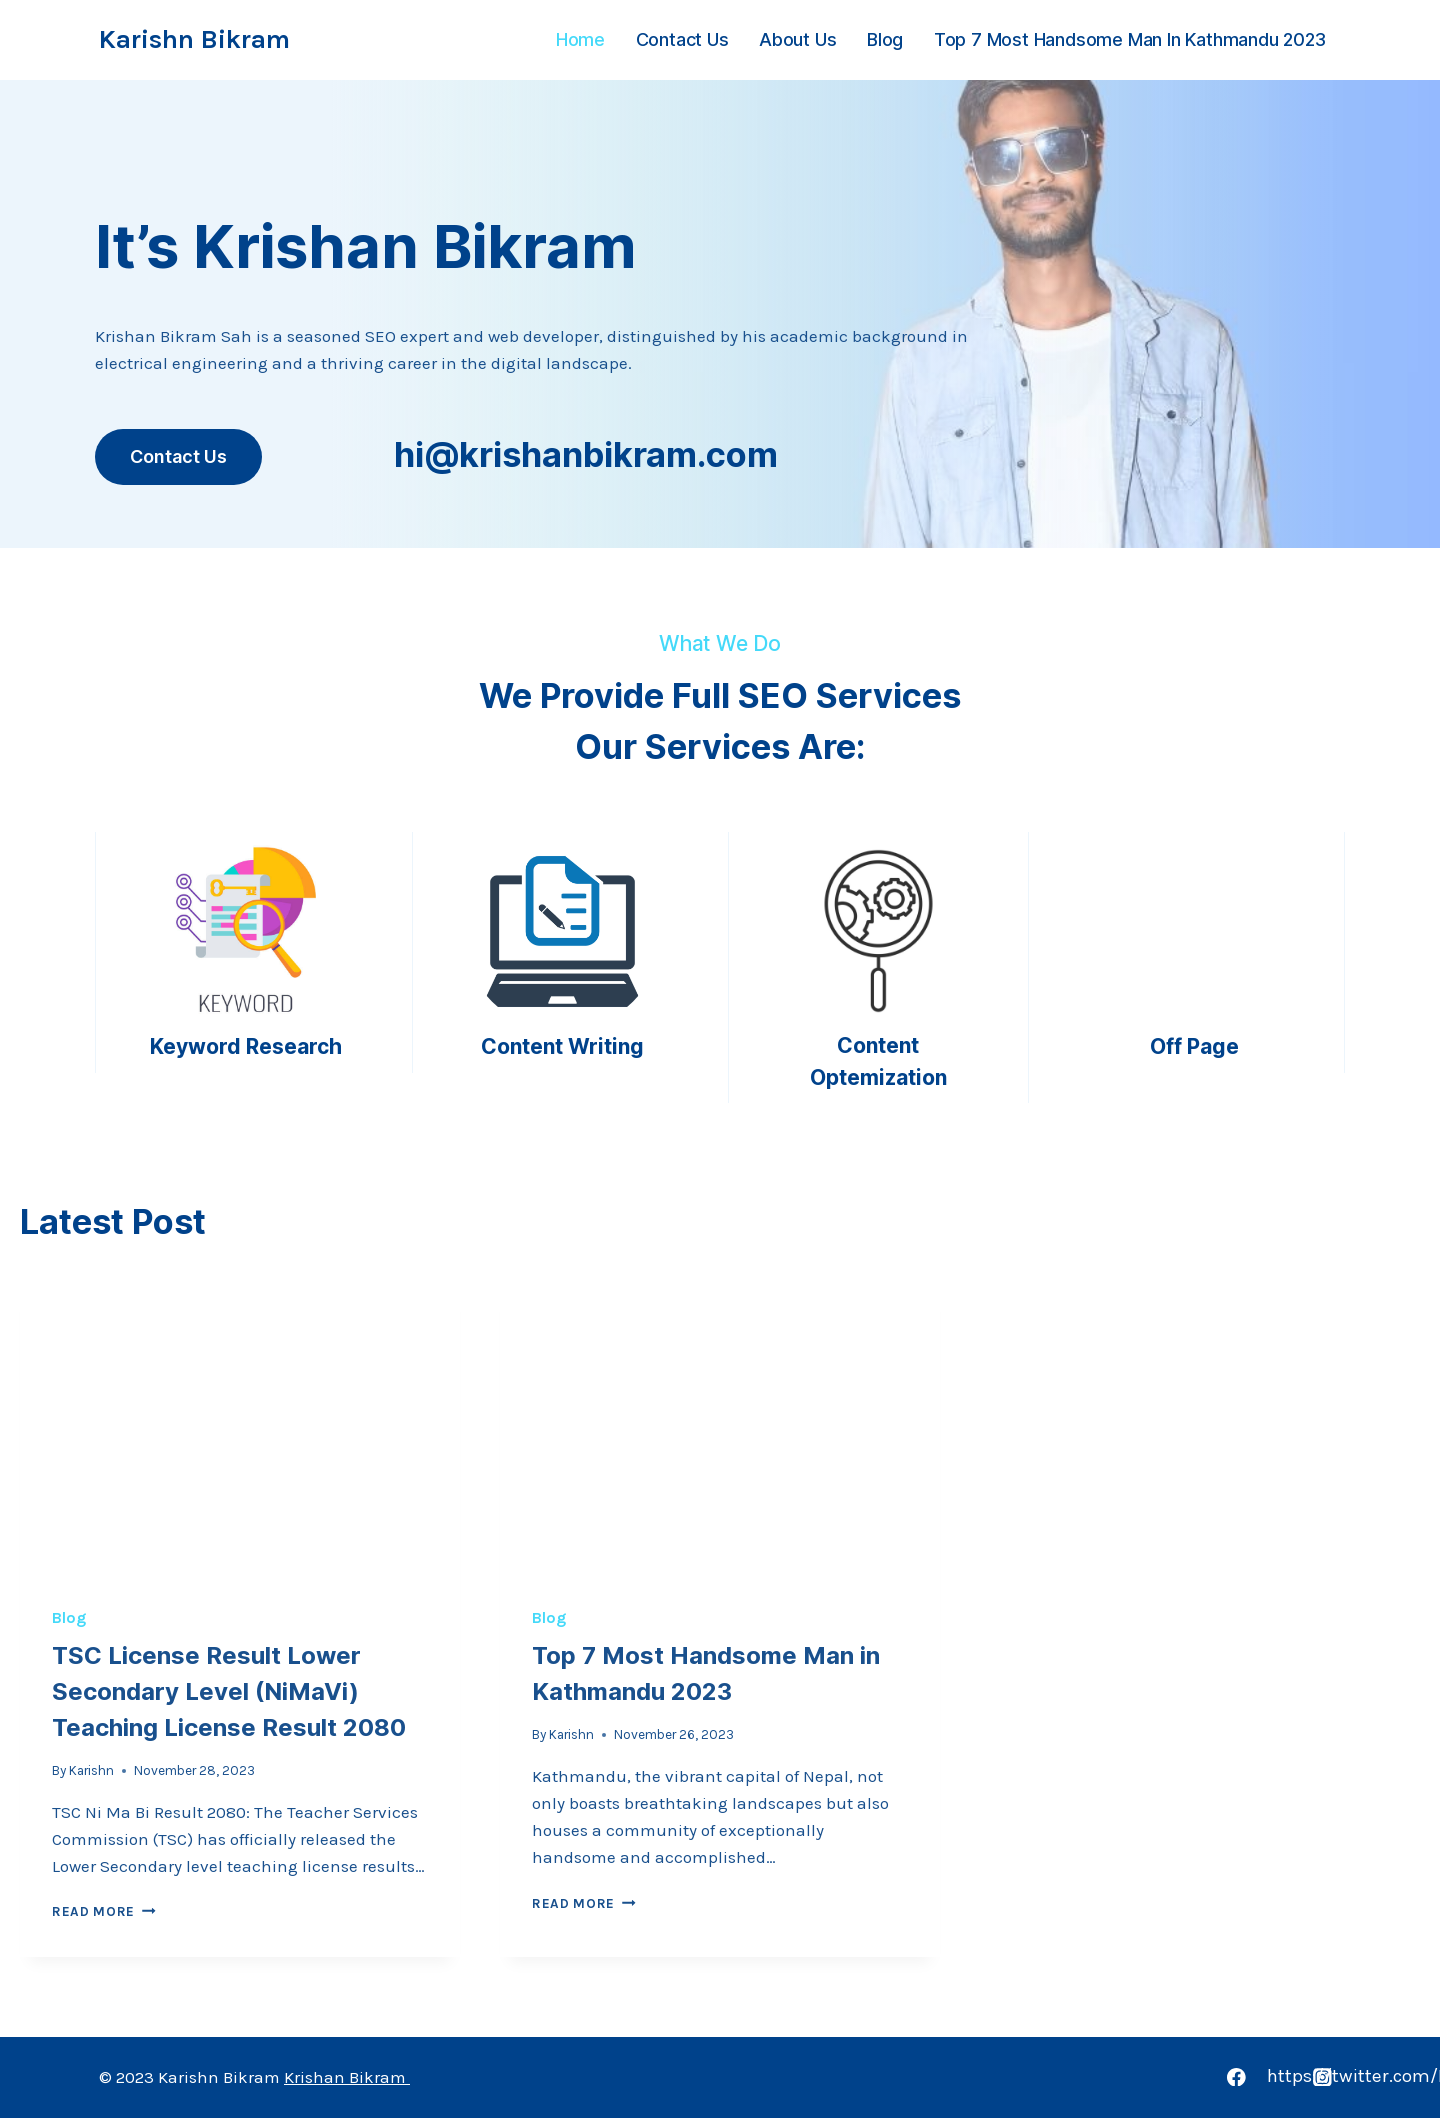 Karishn Bikram
Home
Contact Us
About Us
Blog
Top 7 Most Handsome Man In Kathmandu 2023
It’s Krishan Bikram
Krishan Bikram Sah is a seasoned SEO expert and web developer, distinguished by his academic background in
electrical engineering and a thriving career in the digital landscape.
Contact Us
hi@krishanbikram.com
What We Do
We Provide Full SEO Services
Our Services Are:
KEYWORD
Keyword Research
Content Writing
Content
Optemization
Off Page
Latest Post
Blog
TSC License Result Lower
Secondary Level (NiMaVi)
Teaching License Result 2080
By Karishn • November 28, 2023
TSC Ni Ma Bi Result 2080: The Teacher Services
Commission (TSC) has officially released the
Lower Secondary level teaching license results…
READ MORE
Blog
Top 7 Most Handsome Man in
Kathmandu 2023
By Karishn • November 26, 2023
Kathmandu, the vibrant capital of Nepal, not
only boasts breathtaking landscapes but also
houses a community of exceptionally
handsome and accomplished…
READ MORE
© 2023 Karishn Bikram Krishan Bikram